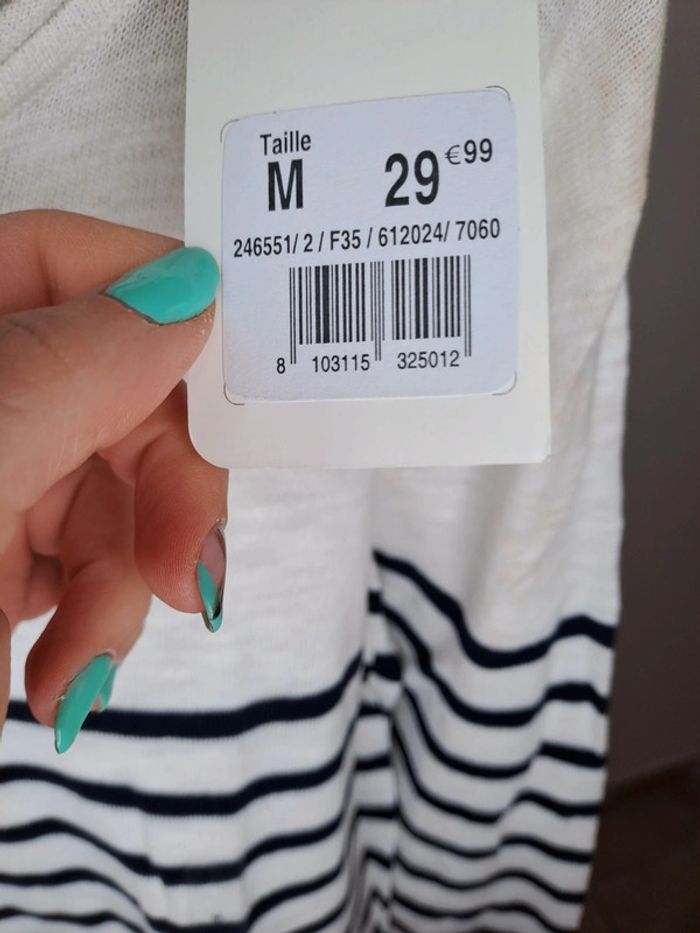 Taille
M 29 €99
246551/ 2 / F35 / 612024/ 7060
8 103115 325012